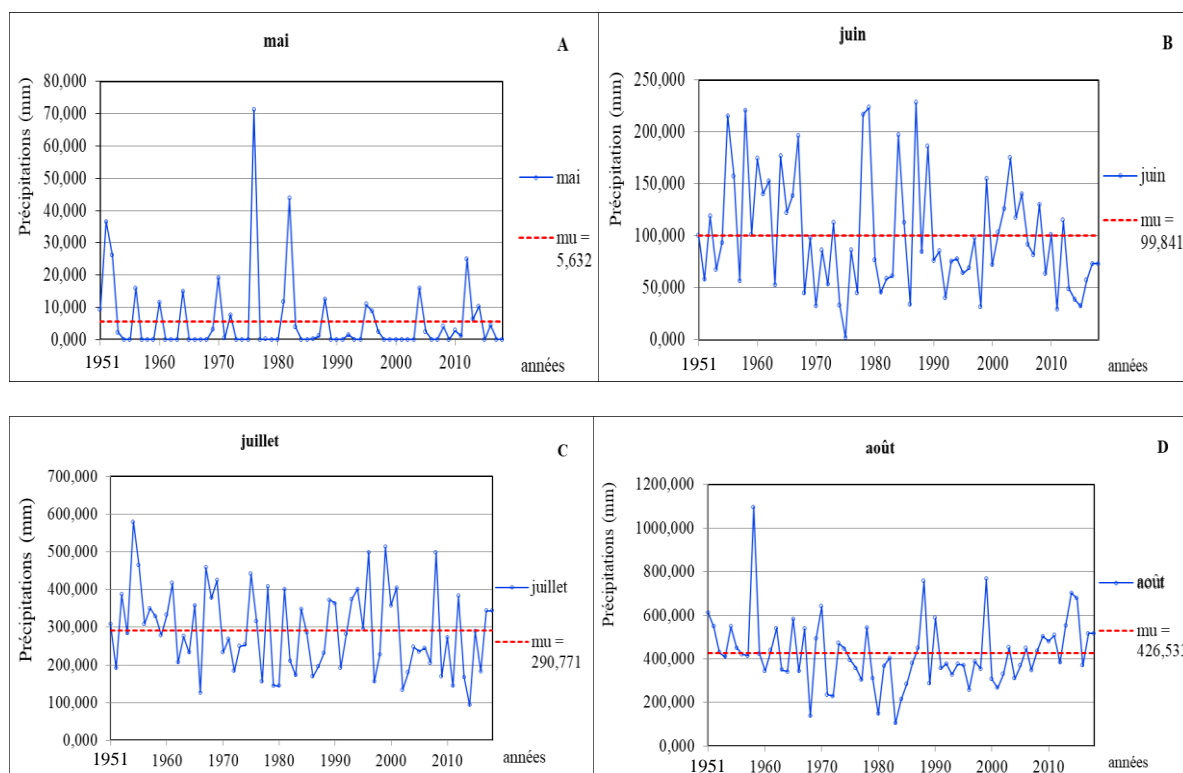 mai
A
80,000
70,000
60,000
50,000
40,000
30,000
20,000
10,000
0,000
Précipitations (mm)
1951 1960 1970 1980 1990 2000 2010
années
mai
mu =
5,632
juin
B
250,000
200,000
150,000
100,000
50,000
0,000
Précipitation (mm)
1951 1960 1970 1980 1990 2000 2010
années
juin
mu =
99,841
juillet
C
700,000
600,000
500,000
400,000
300,000
200,000
100,000
0,000
Précipitations (mm)
1951 1960 1970 1980 1990 2000 2010
années
juillet
mu =
290,771
août
D
1200,000
1000,000
800,000
600,000
400,000
200,000
0,000
Précipitations (mm)
1951 1960 1970 1980 1990 2000 2010
années
août
mu =
426,533